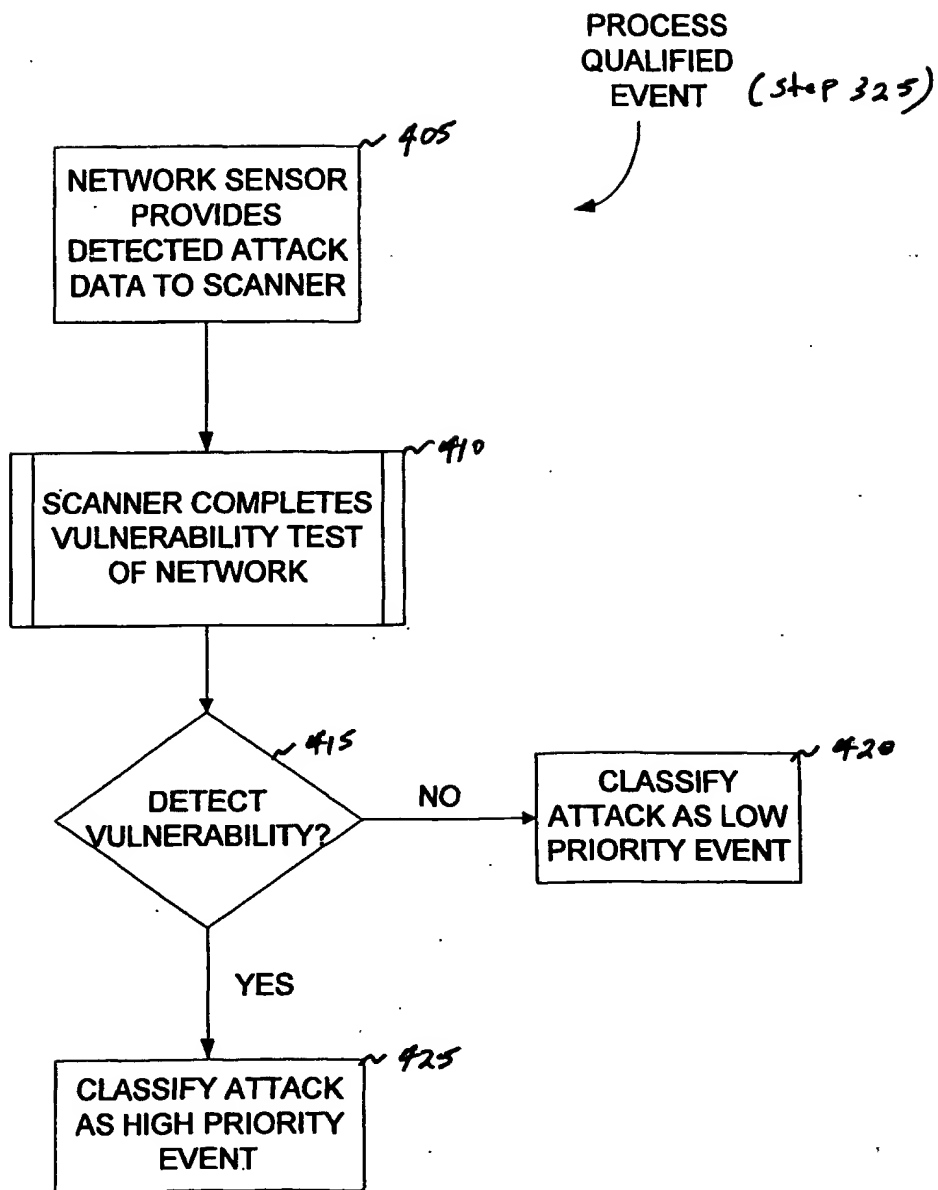 PROCESS
QUALIFIED
EVENT (step 325)
405
NETWORK SENSOR
PROVIDES
DETECTED ATTACK
DATA TO SCANNER
410
SCANNER COMPLETES
VULNERABILITY TEST
OF NETWORK
415
DETECT
VULNERABILITY?
NO
420
CLASSIFY
ATTACK AS LOW
PRIORITY EVENT
YES
425
CLASSIFY ATTACK
AS HIGH PRIORITY
EVENT